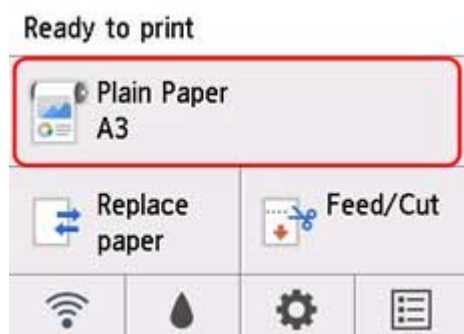 Ready to print
Plain Paper
A3
Replace
paper
Feed/Cut